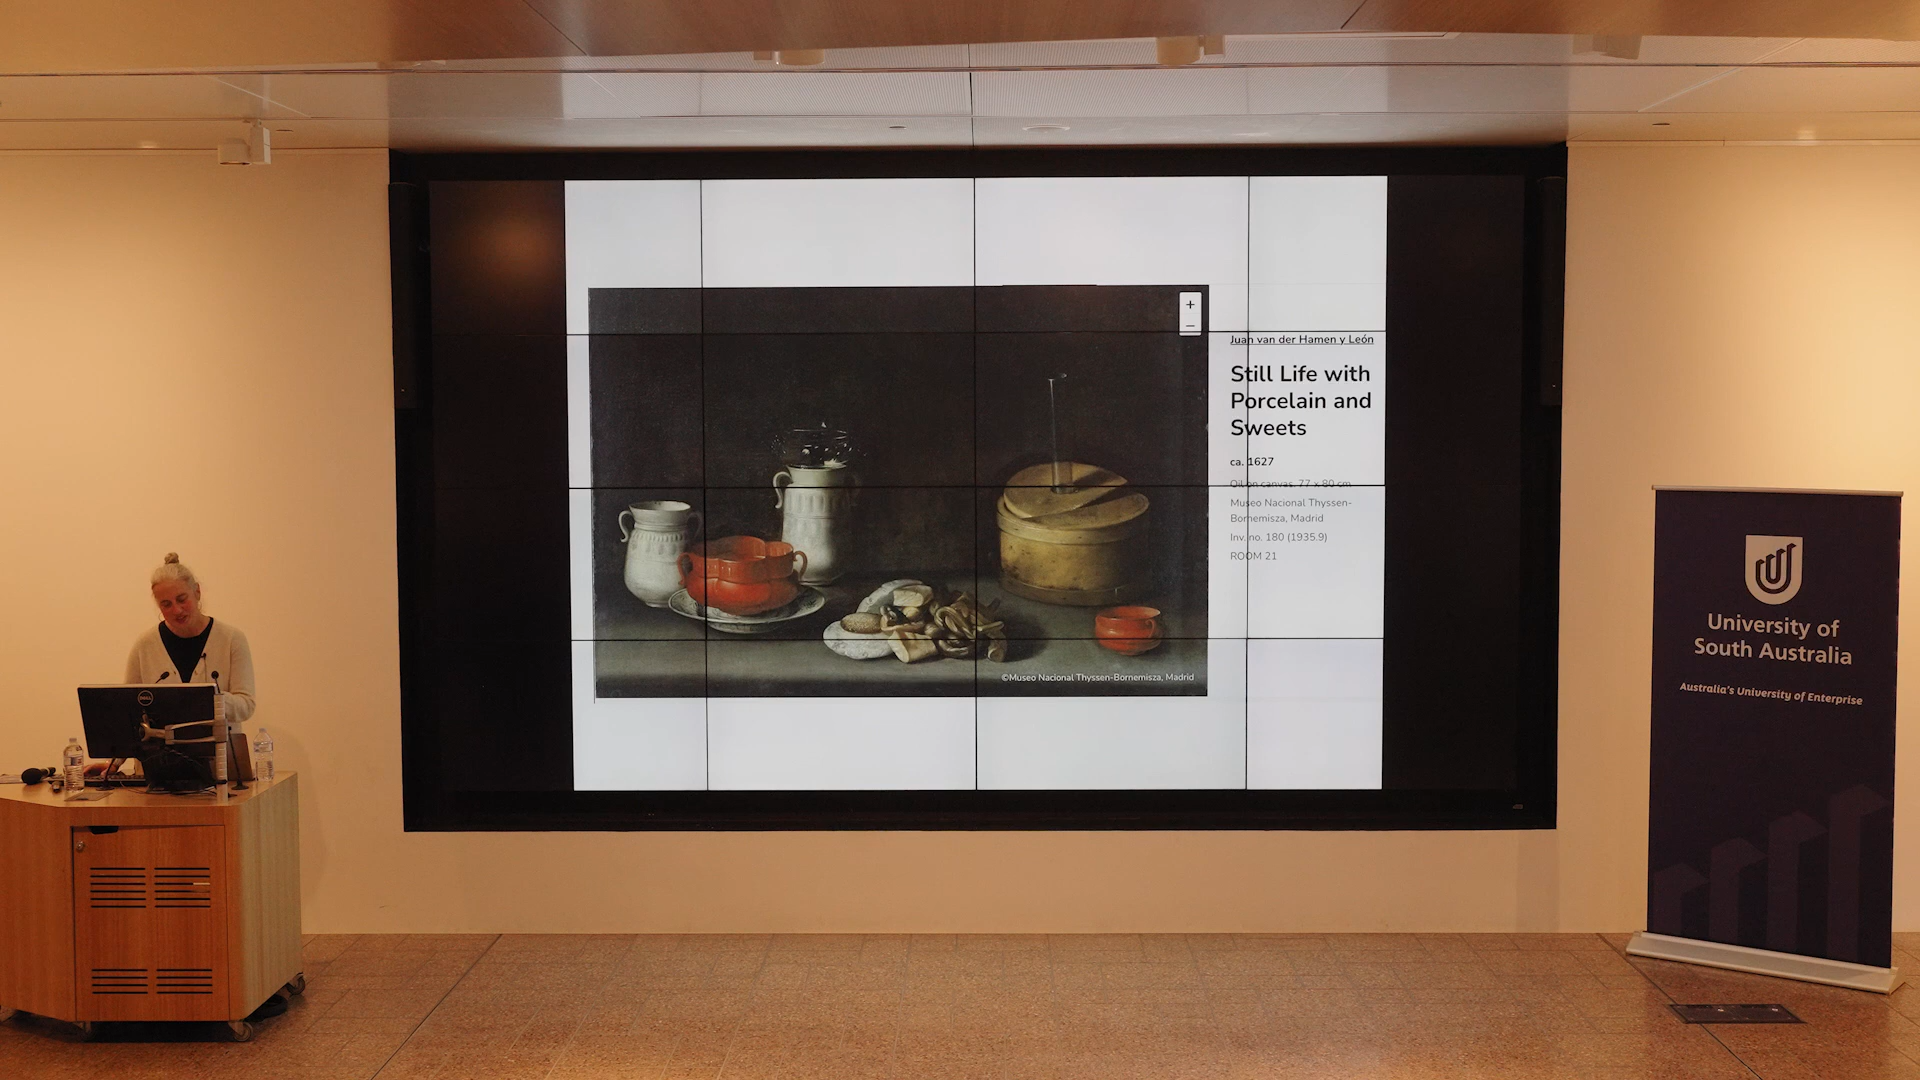 +
−
Juan van der Hamen y León
Still Life with
Porcelain and
Sweets
ca. 1627
Oil on canvas. 77 x 80 cm
Museo Nacional Thyssen-
Bornemisza, Madrid
Inv. no. 180 (1935.9)
ROOM 21
©Museo Nacional Thyssen-Bornemisza, Madrid
DELL
University of
South Australia
Australia's University of Enterprise